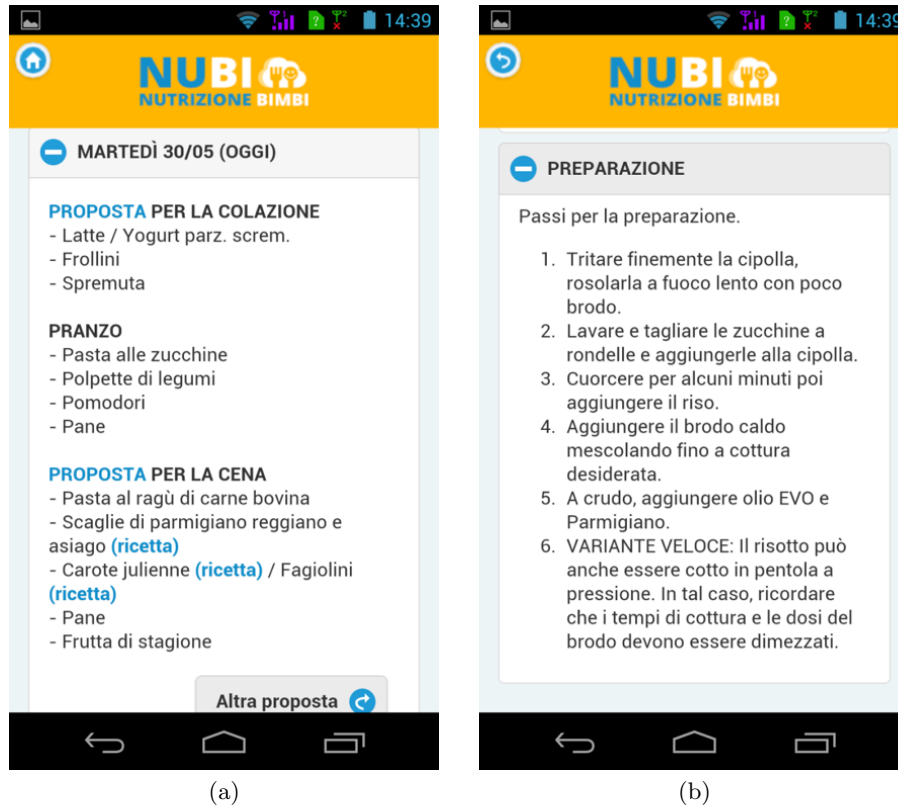 14:39
NUBI
NUTRIZIONE BIMBI
MARTEDÌ 30/05 (OGGI)
PROPOSTA PER LA COLAZIONE
- Latte / Yogurt parz. screm.
- Frollini
- Spremuta
PRANZO
- Pasta alle zucchine
- Polpette di legumi
- Pomodori
- Pane
PROPOSTA PER LA CENA
- Pasta al ragù di carne bovina
- Scaglie di parmigiano reggiano e
asiago (ricetta)
- Carote julienne (ricetta) / Fagiolini
(ricetta)
- Pane
- Frutta di stagione
Altra proposta
(a)
14:39
NUBI
NUTRIZIONE BIMBI
PREPARAZIONE
Passi per la preparazione.
1. Tritare finemente la cipolla,
rosolarla a fuoco lento con poco
brodo.
2. Lavare e tagliare le zucchine a
rondelle e aggiungerle alla cipolla.
3. Cuorcere per alcuni minuti poi
aggiungere il riso.
4. Aggiungere il brodo caldo
mescolando fino a cottura
desiderata.
5. A crudo, aggiungere olio EVO e
Parmigiano.
6. VARIANTE VELOCE: Il risotto può
anche essere cotto in pentola a
pressione. In tal caso, ricordare
che i tempi di cottura e le dosi del
brodo devono essere dimezzati.
(b)